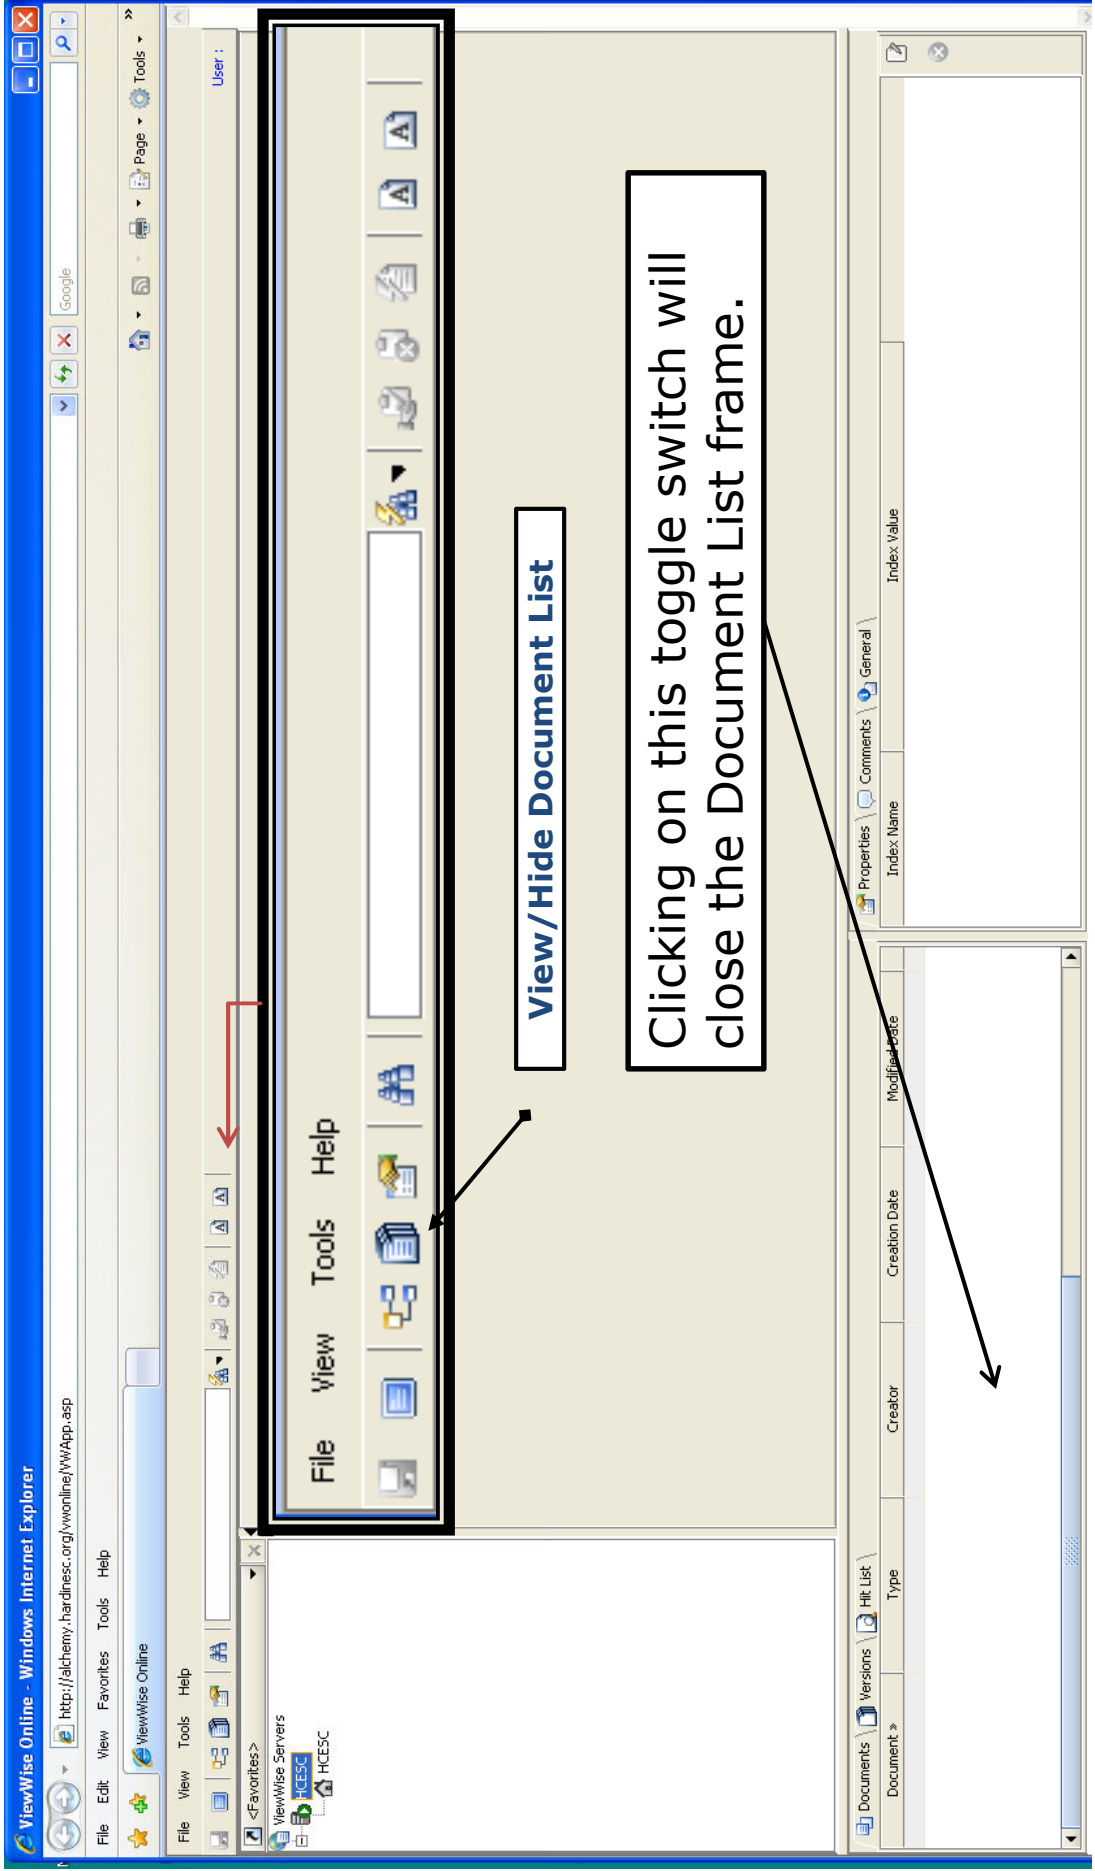 ViewWise Online - Windows Internet Explorer
http://alchemy.hardinesc.org/vwonline/VWApp.asp
Google
File Edit View Favorites Tools Help
ViewWise Online
Page Tools »
File View Tools Help
User :
<Favorites>
ViewWise Servers
HCESC
HCESC
File View Tools Help
View/Hide Document List
Clicking on this toggle switch will
close the Document List frame.
Documents Versions Hit List
Properties Comments General
Document » Type Creator Creation Date Modified Date
Index Name Index Value